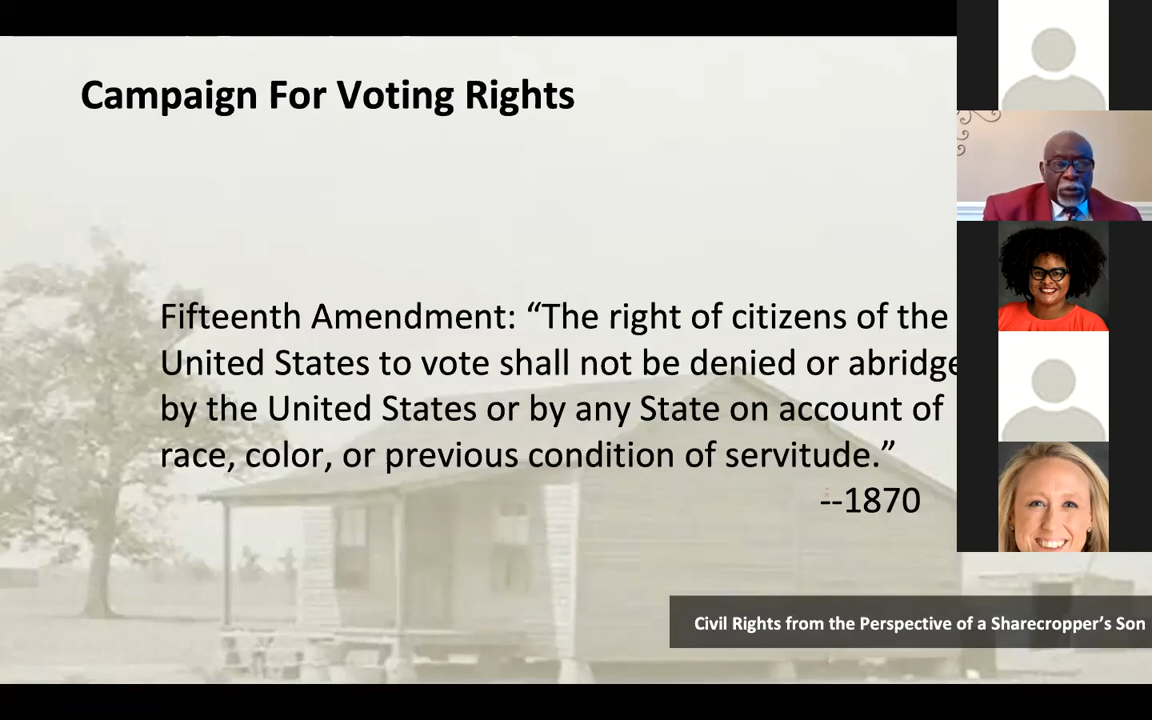 Campaign For Voting Rights
Fifteenth Amendment: “The right of citizens of the
United States to vote shall not be denied or abridge
by the United States or by any State on account of
race, color, or previous condition of servitude.”
--1870
Civil Rights from the Perspective of a Sharecropper’s Son